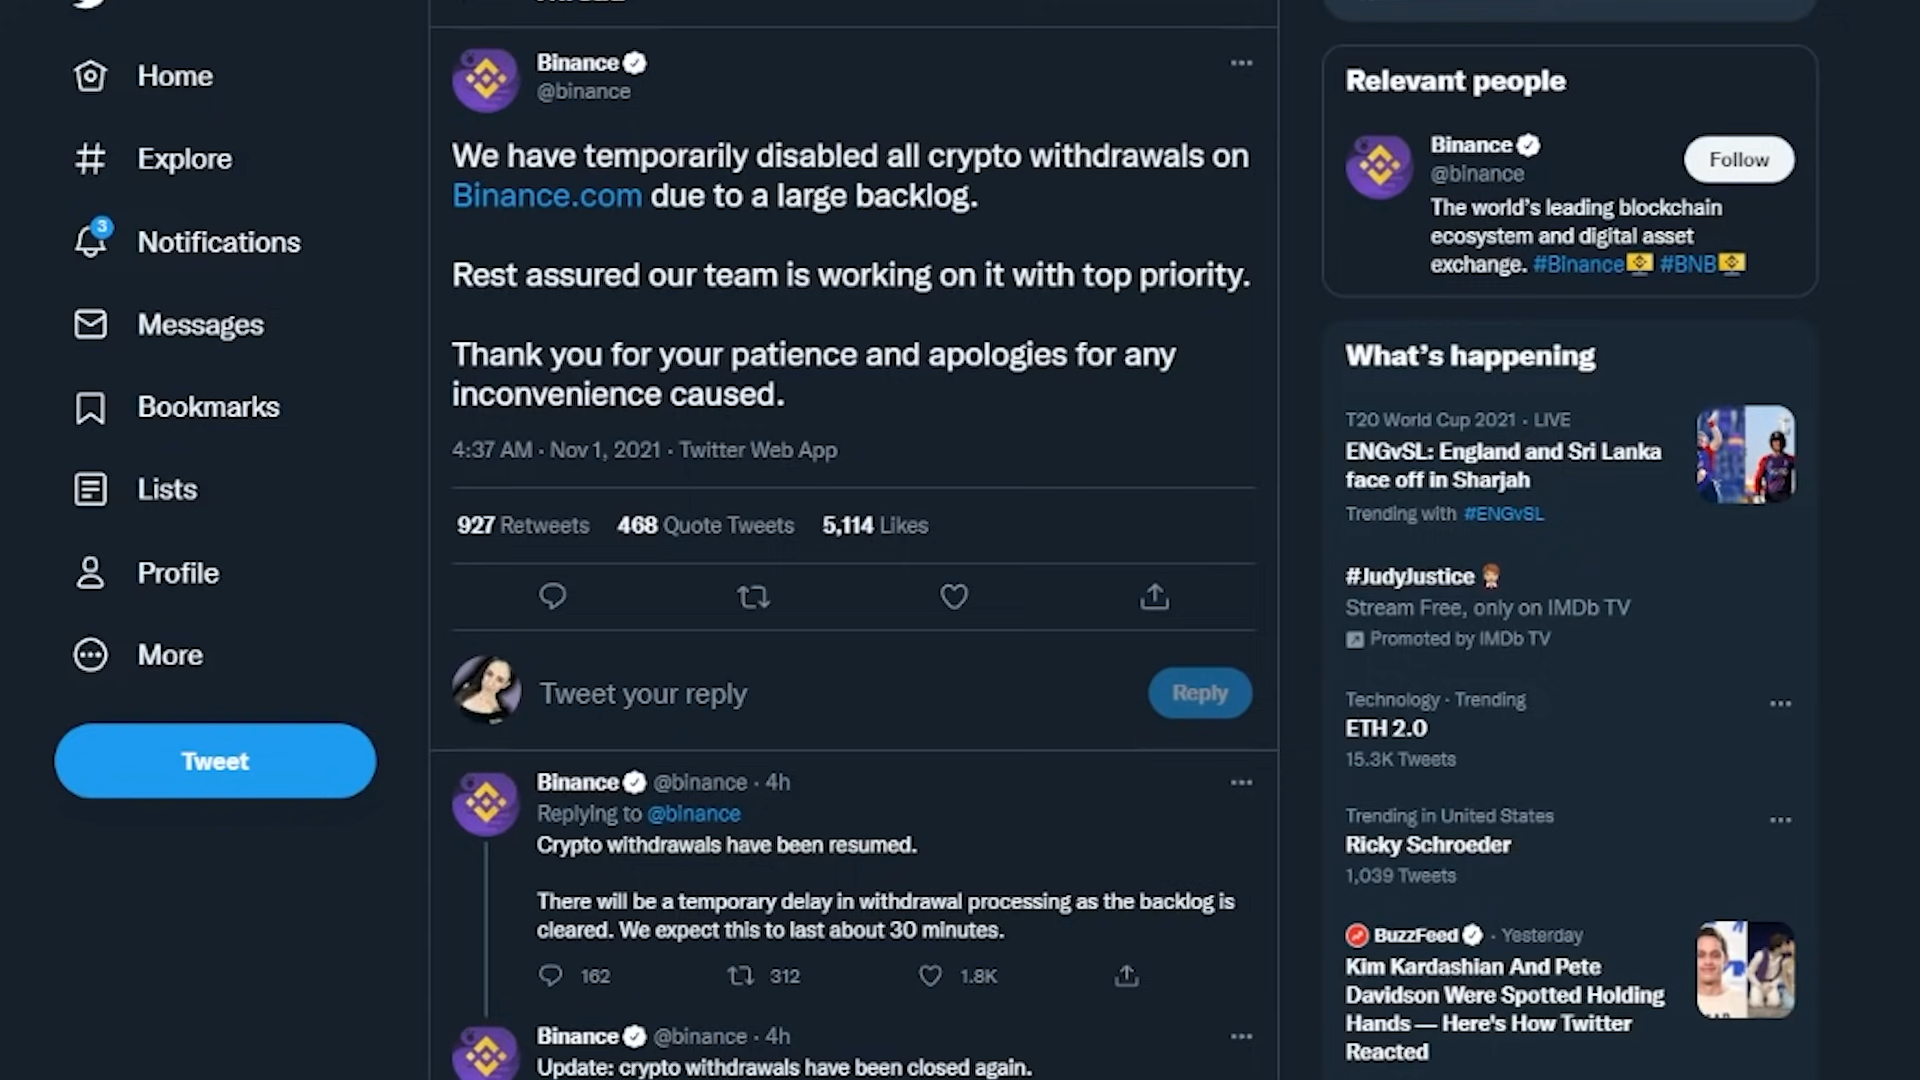 Home
Explore
3
Notifications
Messages
Bookmarks
Lists
Profile
More
Tweet
Binance
@binance
We have temporarily disabled all crypto withdrawals on
Binance.com due to a large backlog.
Rest assured our team is working on it with top priority.
Thank you for your patience and apologies for any
inconvenience caused.
4:37 AM · Nov 1, 2021 · Twitter Web App
927 Retweets 468 Quote Tweets 5,114 Likes
Tweet your reply
Reply
Binance @binance · 4h
Replying to @binance
Crypto withdrawals have been resumed.
There will be a temporary delay in withdrawal processing as the backlog is
cleared. We expect this to last about 30 minutes.
162 312 1.8K
Binance @binance · 4h
Update: crypto withdrawals have been closed again.
Relevant people
Binance
@binance
Follow
The world's leading blockchain
ecosystem and digital asset
exchange. #Binance #BNB
What's happening
T20 World Cup 2021 · LIVE
ENGvSL: England and Sri Lanka
face off in Sharjah
Trending with #ENGvSL
#JudyJustice
Stream Free, only on IMDb TV
Promoted by IMDb TV
Technology · Trending
ETH 2.0
15.3K Tweets
Trending in United States
Ricky Schroeder
1,039 Tweets
BuzzFeed · Yesterday
Kim Kardashian And Pete
Davidson Were Spotted Holding
Hands — Here's How Twitter
Reacted